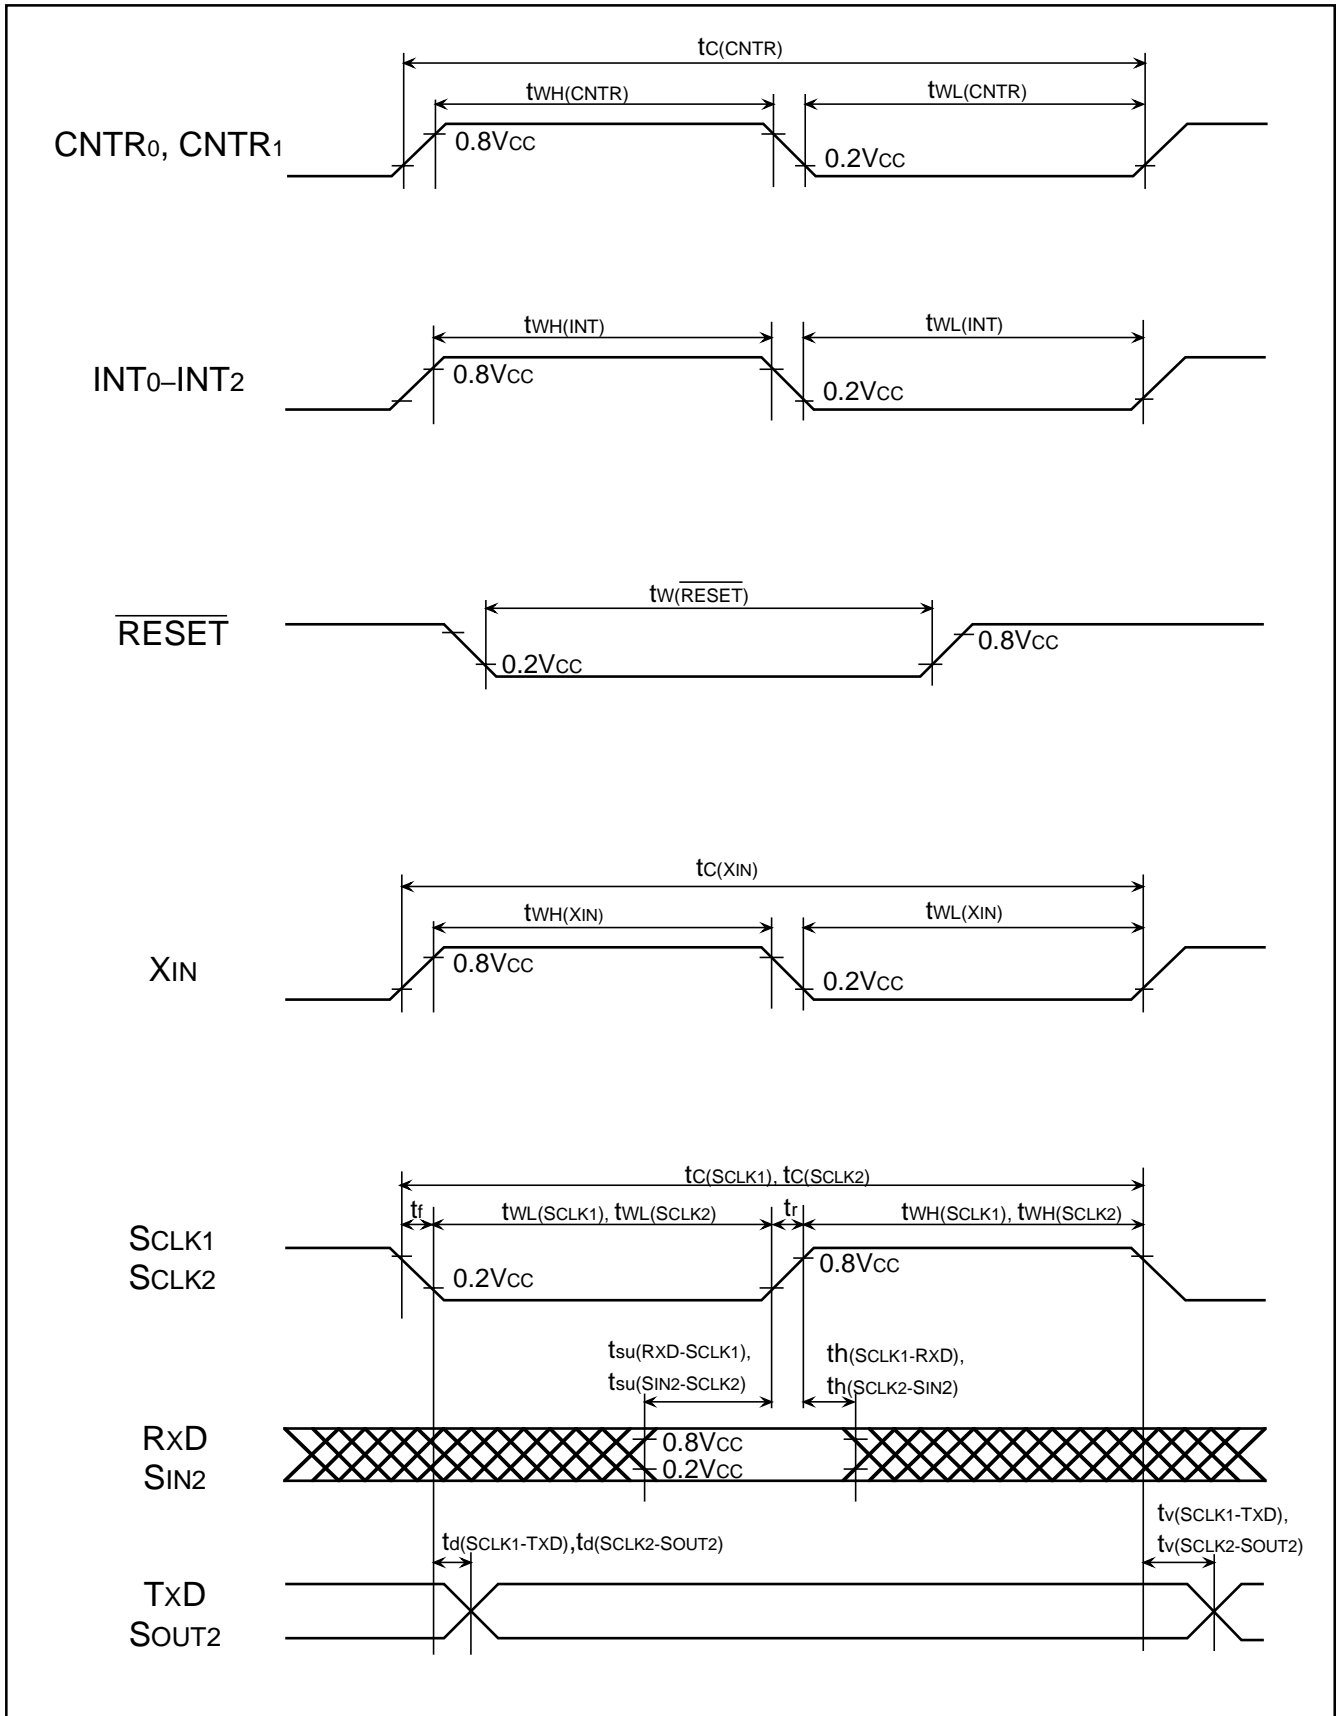 tC(CNTR)
tWH(CNTR)
tWL(CNTR)
CNTR0, CNTR1
0.8VCC
0.2VCC
tWH(INT)
tWL(INT)
INT0–INT2
0.8VCC
0.2VCC
tW(RESET)
RESET
0.2VCC
0.8VCC
tC(XIN)
tWH(XIN)
tWL(XIN)
XIN
0.8VCC
0.2VCC
tC(SCLK1), tC(SCLK2)
tf
tWL(SCLK1), tWL(SCLK2)
tr
tWH(SCLK1), tWH(SCLK2)
SCLK1
SCLK2
0.2VCC
0.8VCC
tsu(RXD-SCLK1),
tsu(SIN2-SCLK2)
th(SCLK1-RXD),
th(SCLK2-SIN2)
RXD
SIN2
0.8VCC
0.2VCC
td(SCLK1-TXD),td(SCLK2-SOUT2)
tv(SCLK1-TXD),
tv(SCLK2-SOUT2)
TXD
SOUT2